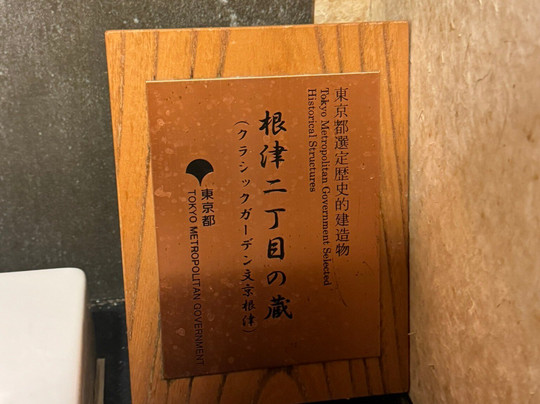 東京都選定歴史的建造物
Tokyo Metropolitan Government Selected
Historical Structures
根津二丁目の蔵
(クラシックガーデン文京根津)
東京都
TOKYO METROPOLITAN GOVERNMENT